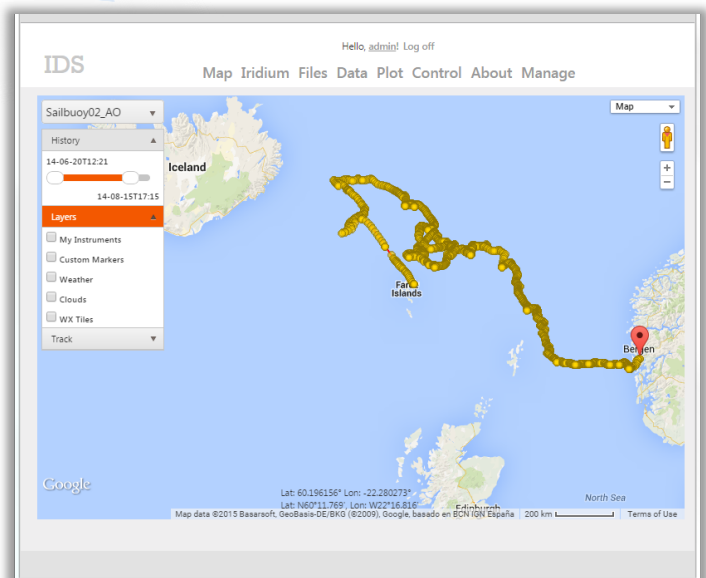 Hello, admin! Log off
IDS
Map Iridium Files Data Plot Control About Manage
Sailbuoy02_AO
Map
History
14-06-20T12:21
14-08-15T17:15
Layers
My Instruments
Custom Markers
Weather
Clouds
WX Tiles
Track
+
−
Iceland
Faroe
Islands
Bergen
Google
Lat: 60.196156° Lon: -22.280273°
Lat: N60°11.769', Lon: W22°16.816'
Edinburgh
North Sea
Map data ©2015 Basarsoft, GeoBasis-DE/BKG (©2009), Google, basado en BCN IGN España
200 km
Terms of Use